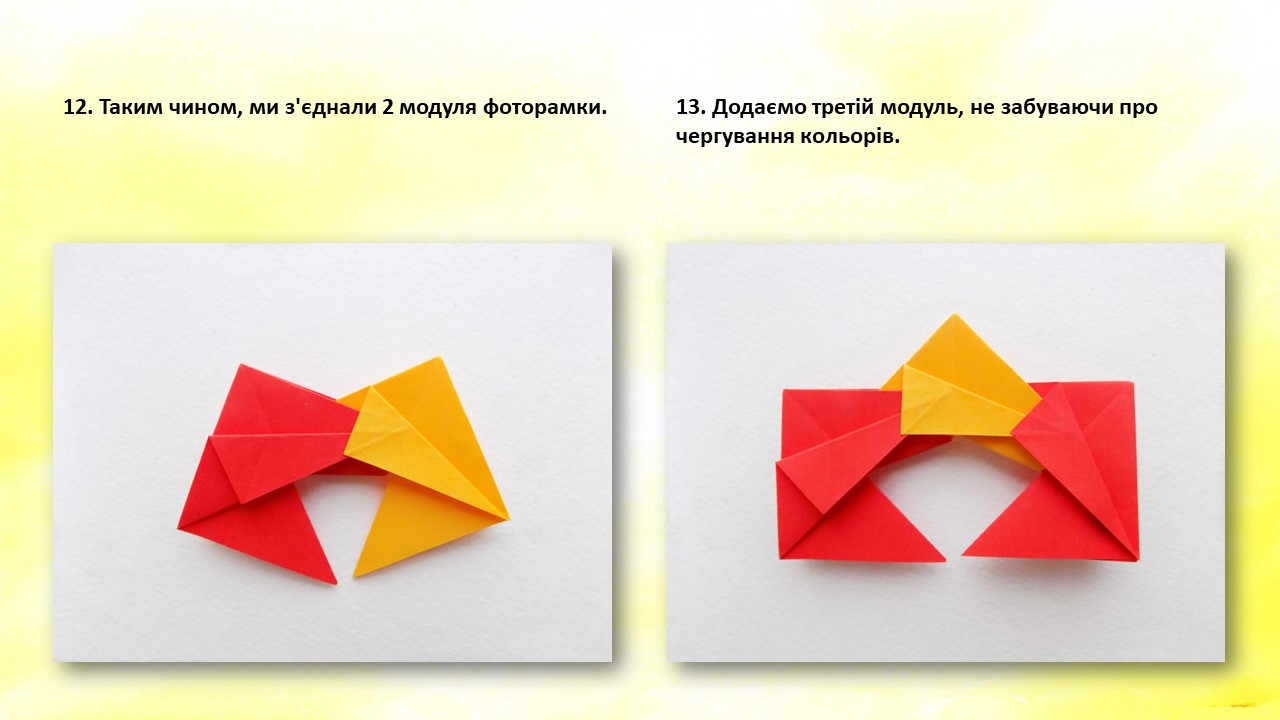 12. Таким чином, ми з'єднали 2 модуля фоторамки.
13. Додаємо третій модуль, не забуваючи про
чергування кольорів.